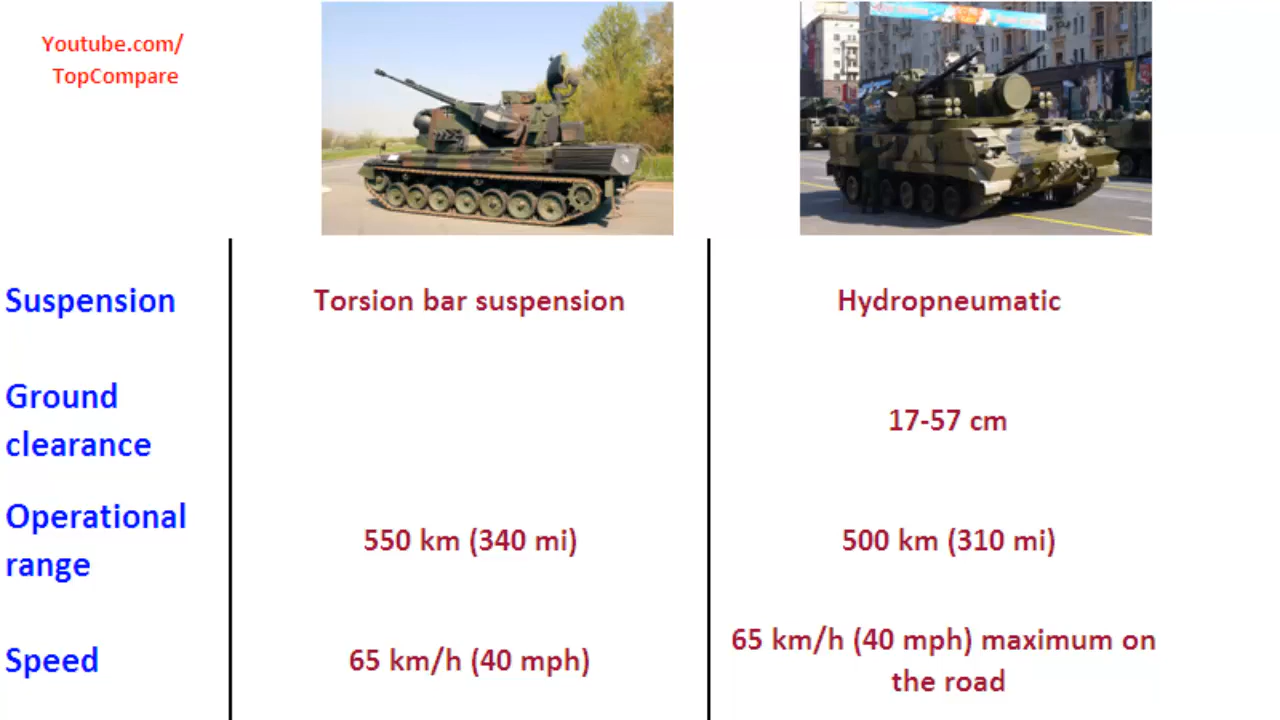 Youtube.com/
TopCompare
Suspension
Torsion bar suspension
Hydropneumatic
Ground
clearance
17-57 cm
Operational
range
550 km (340 mi)
500 km (310 mi)
Speed
65 km/h (40 mph)
65 km/h (40 mph) maximum on
the road